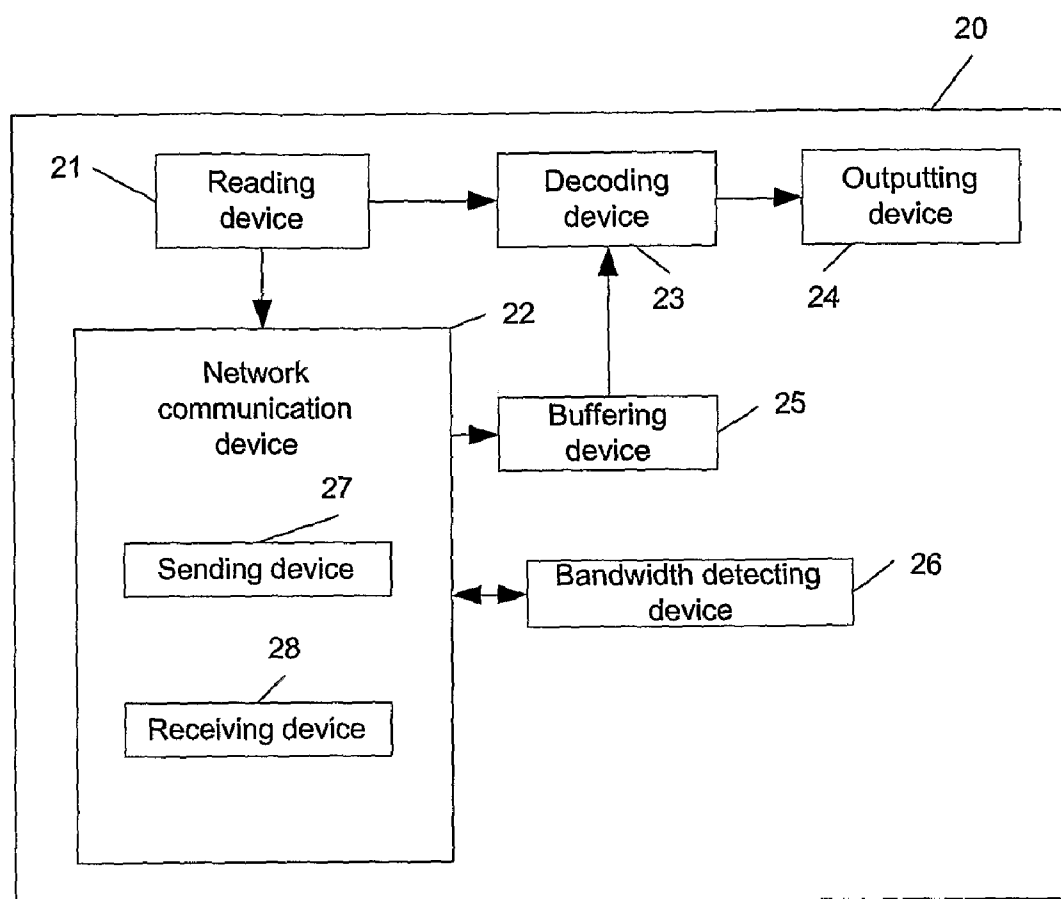 20
21
Reading
device
Decoding
device
Outputting
device
23
24
22
Network
communication
device
Buffering
device
25
27
Sending device
Bandwidth detecting
device
26
28
Receiving device